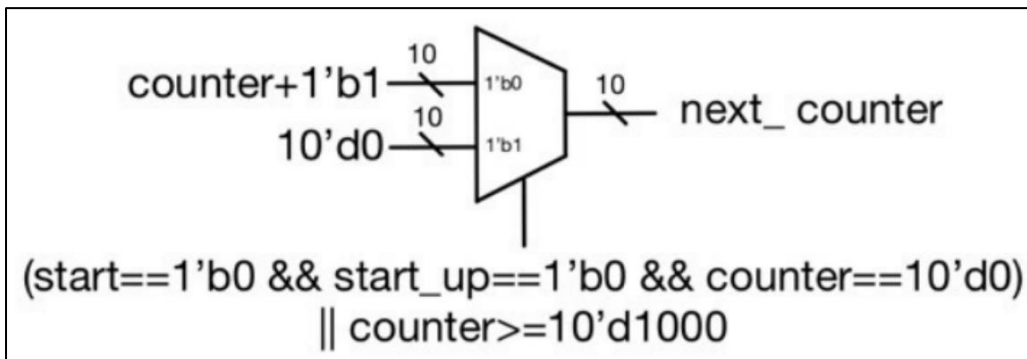 10
counter+1'b1
1'b0
10
next_ counter
10
10'd0
1'b1
(start==1'b0 && start_up==1'b0 && counter==10'd0)
|| counter>=10'd1000